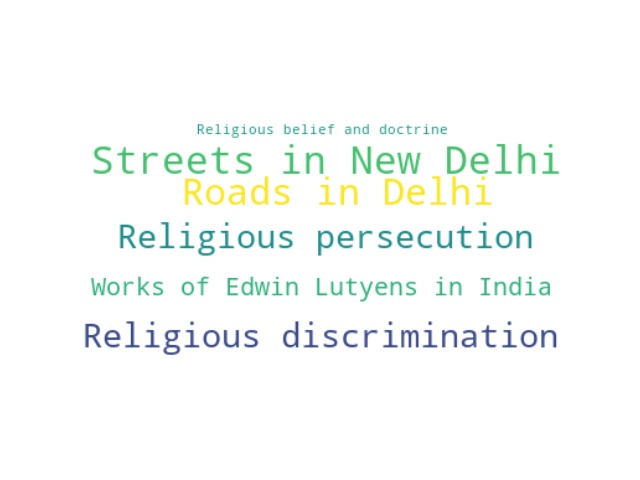 Religious belief and doctrine
Streets in New Delhi
Roads in Delhi
Religious persecution
Works of Edwin Lutyens in India
Religious discrimination